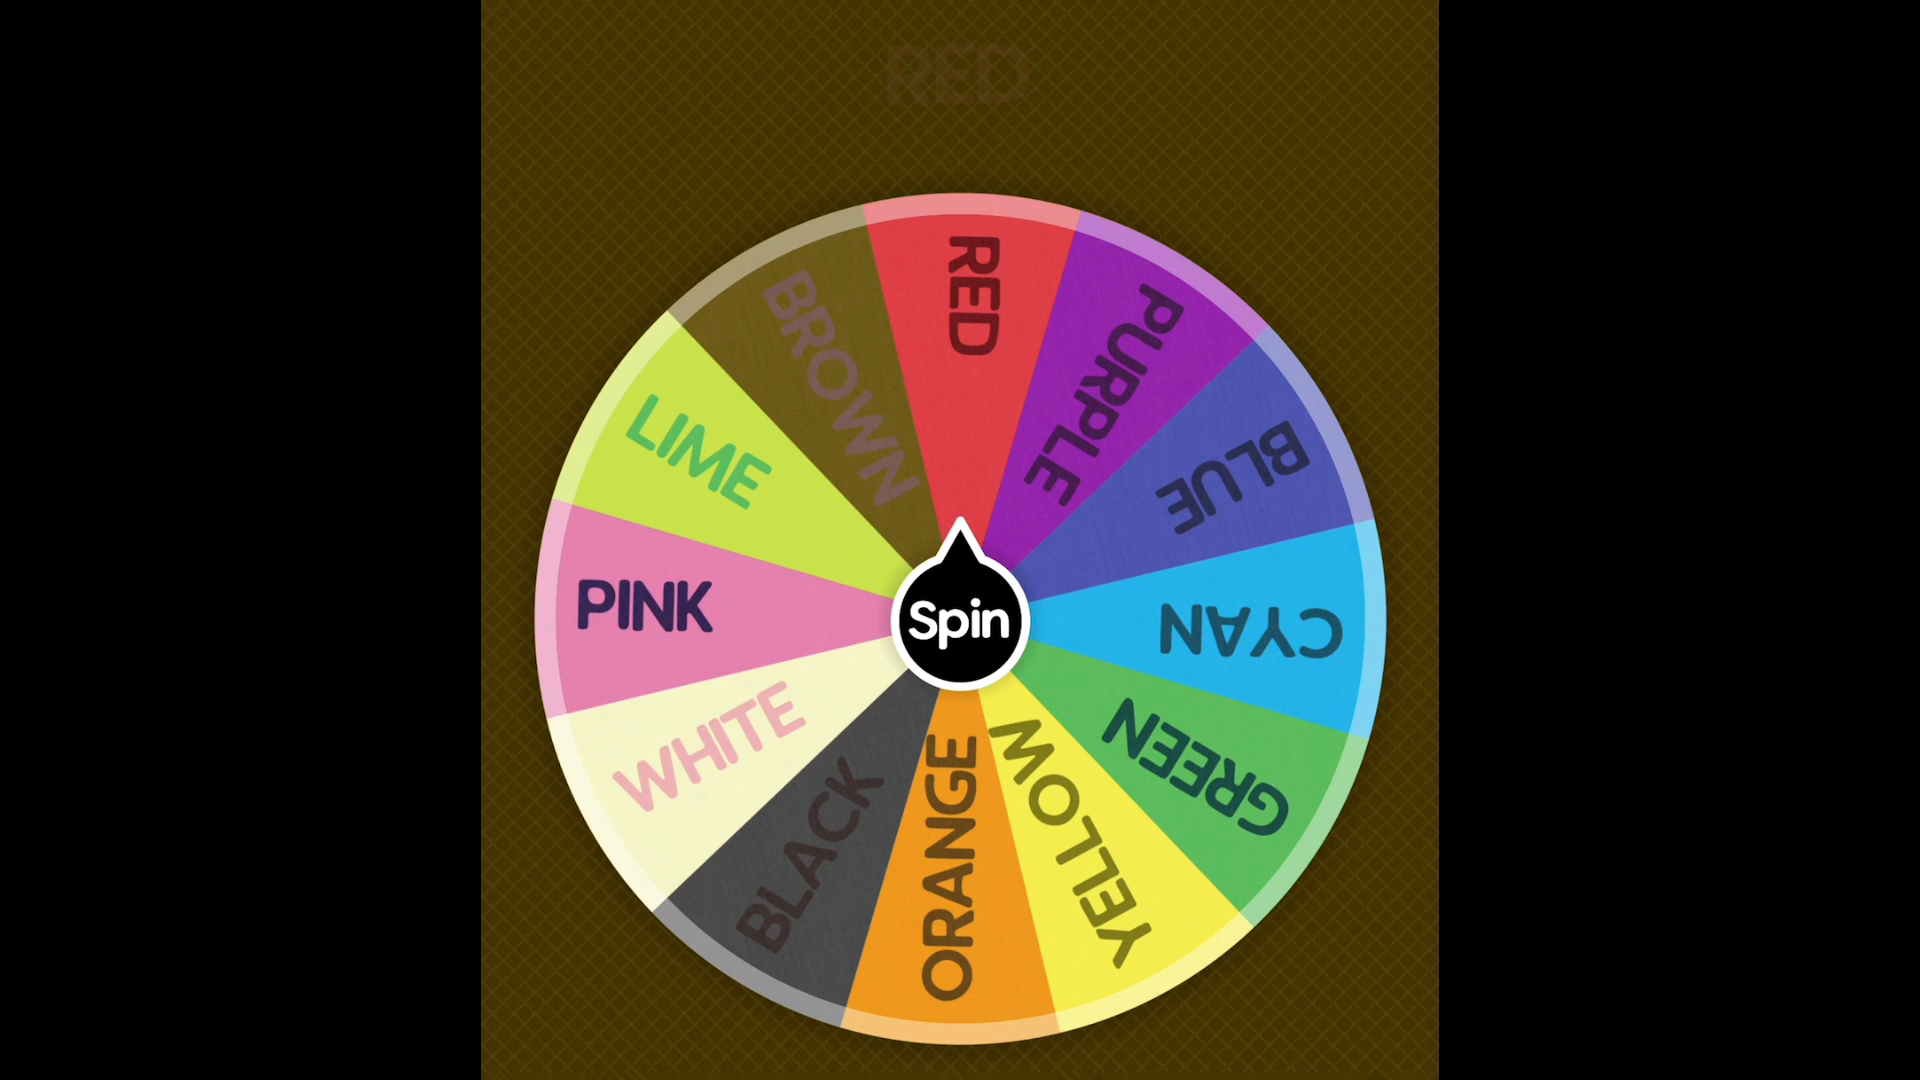 RED
RED
PURPLE
BLUE
CYAN
GREEN
YELLOW
ORANGE
BLACK
WHITE
PINK
LIME
BROWN
Spin